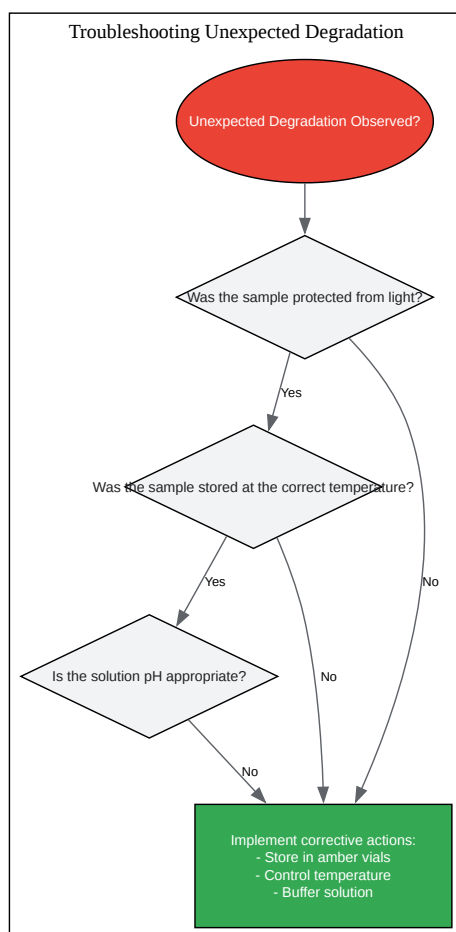 Troubleshooting Unexpected Degradation
Unexpected Degradation Observed?
Was the sample protected from light?
Yes
Was the sample stored at the correct temperature?
Yes
No
Is the solution pH appropriate?
No
No
Implement corrective actions:
- Store in amber vials
- Control temperature
- Buffer solution